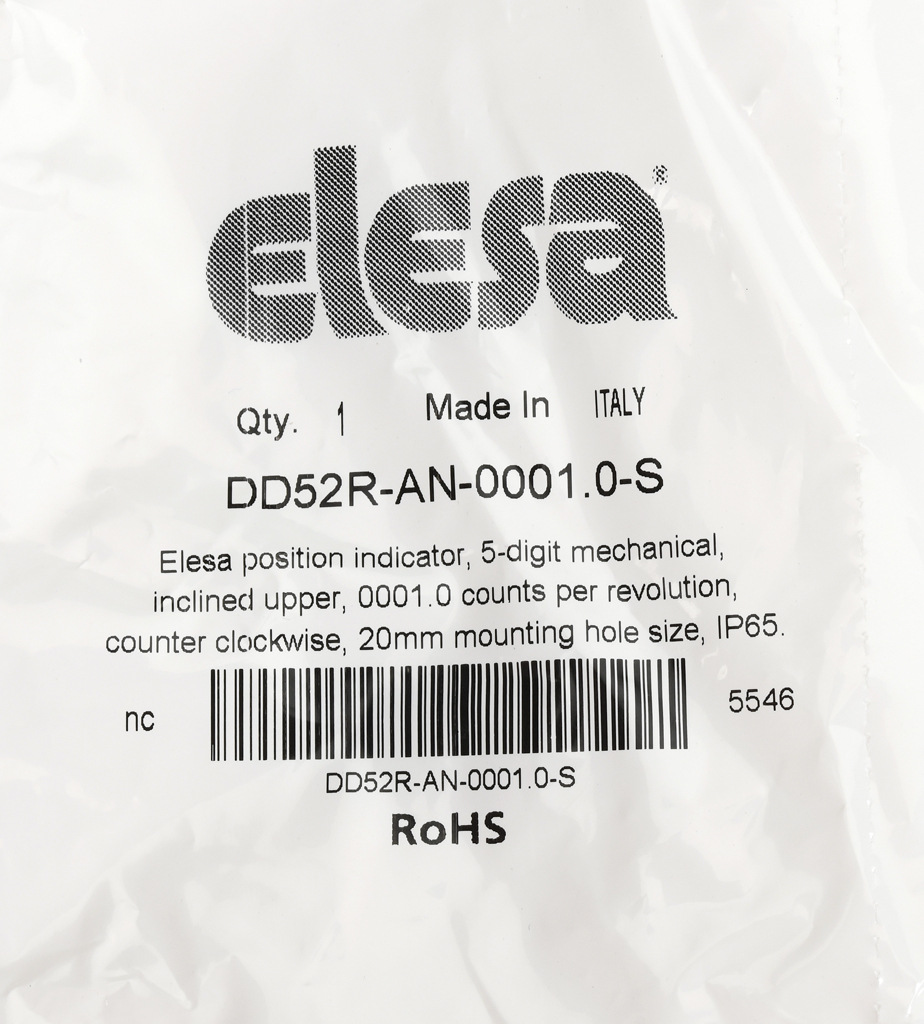 elesa®
Qty. 1 Made In ITALY
DD52R-AN-0001.0-S
Elesa position indicator, 5-digit mechanical,
inclined upper, 0001.0 counts per revolution,
counter clockwise, 20mm mounting hole size, IP65.
nc 5546
DD52R-AN-0001.0-S
RoHS